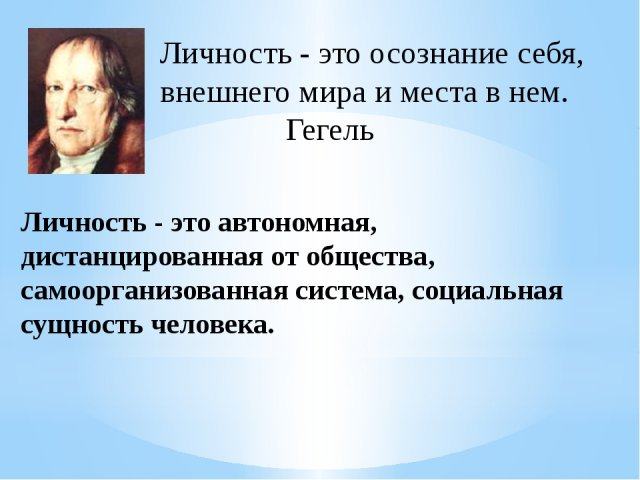 Личность - это осознание себя,
внешнего мира и места в нем.
Гегель
Личность - это автономная,
дистанцированная от общества,
самоорганизованная система, социальная
сущность человека.